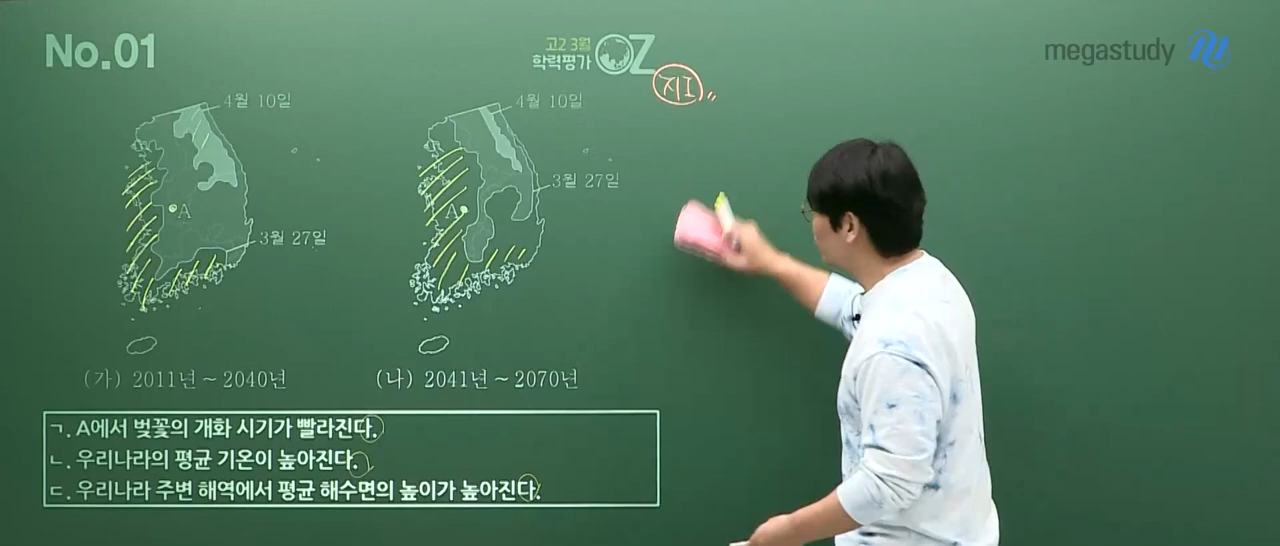 No.01
고2 3월
학력평가 OZ
지I
megastudy
4월 10일
4월 10일
3월 27일
A
A
3월 27일
(가) 2011년 ~ 2040년
(나) 2041년 ~ 2070년
ㄱ. A에서 벚꽃의 개화 시기가 빨라진다.
ㄴ. 우리나라의 평균 기온이 높아진다.
ㄷ. 우리나라 주변 해역에서 평균 해수면의 높이가 높아진다.